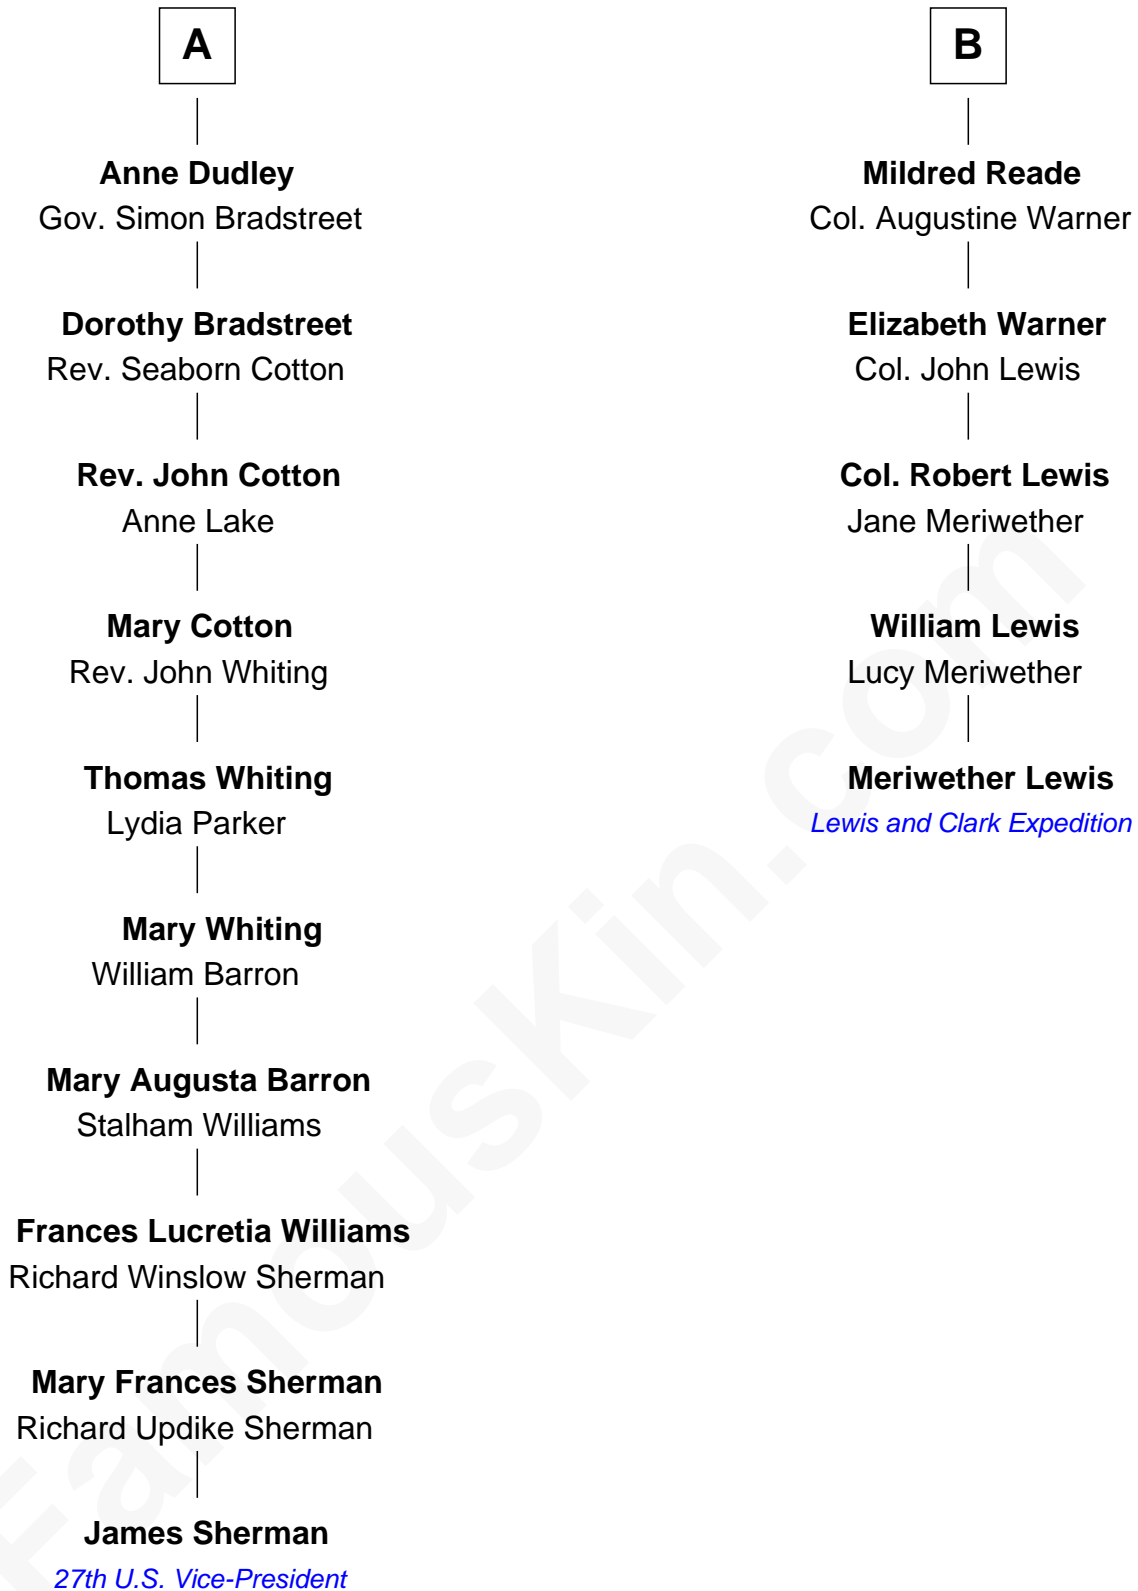 A
Anne Dudley
Gov. Simon Bradstreet
Dorothy Bradstreet
Rev. Seaborn Cotton
Rev. John Cotton
Anne Lake
Mary Cotton
Rev. John Whiting
Thomas Whiting
Lydia Parker
Mary Whiting
William Barron
Mary Augusta Barron
Stalham Williams
Frances Lucretia Williams
Richard Winslow Sherman
Mary Frances Sherman
Richard Updike Sherman
James Sherman
27th U.S. Vice-President
B
Mildred Reade
Col. Augustine Warner
Elizabeth Warner
Col. John Lewis
Col. Robert Lewis
Jane Meriwether
William Lewis
Lucy Meriwether
Meriwether Lewis
Lewis and Clark Expedition
FamousKin.com